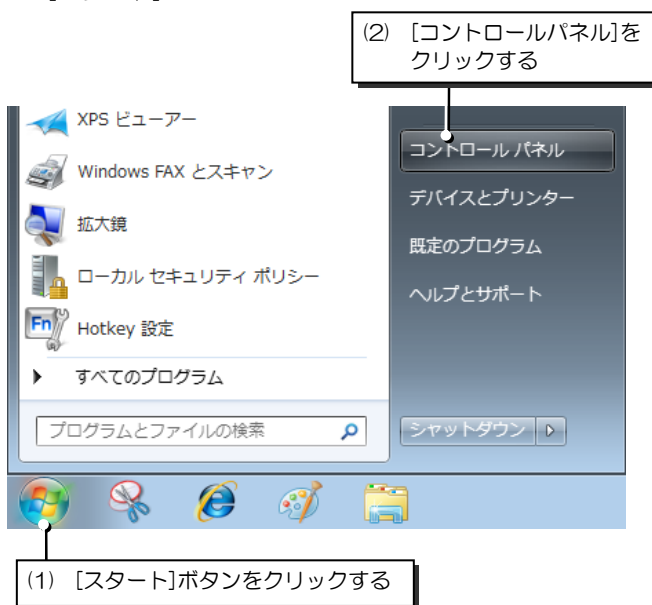 (2) [コントロールパネル]を
クリックする
XPS ビューアー
Windows FAX とスキャン
拡大鏡
ローカル セキュリティ ポリシー
Hotkey 設定
すべてのプログラム
プログラムとファイルの検索
コントロール パネル
デバイスとプリンター
既定のプログラム
ヘルプとサポート
シャットダウン
Fn
(1) [スタート]ボタンをクリックする